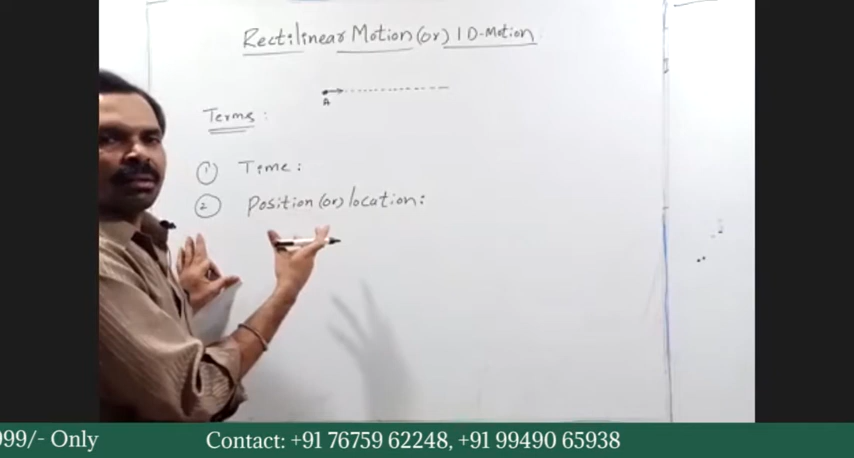 Rectilinear Motion (or) 1D-Motion
A
Terms:
① Time:
② Position (or) location:
999/- Only Contact: +91 76759 62248, +91 99490 65938